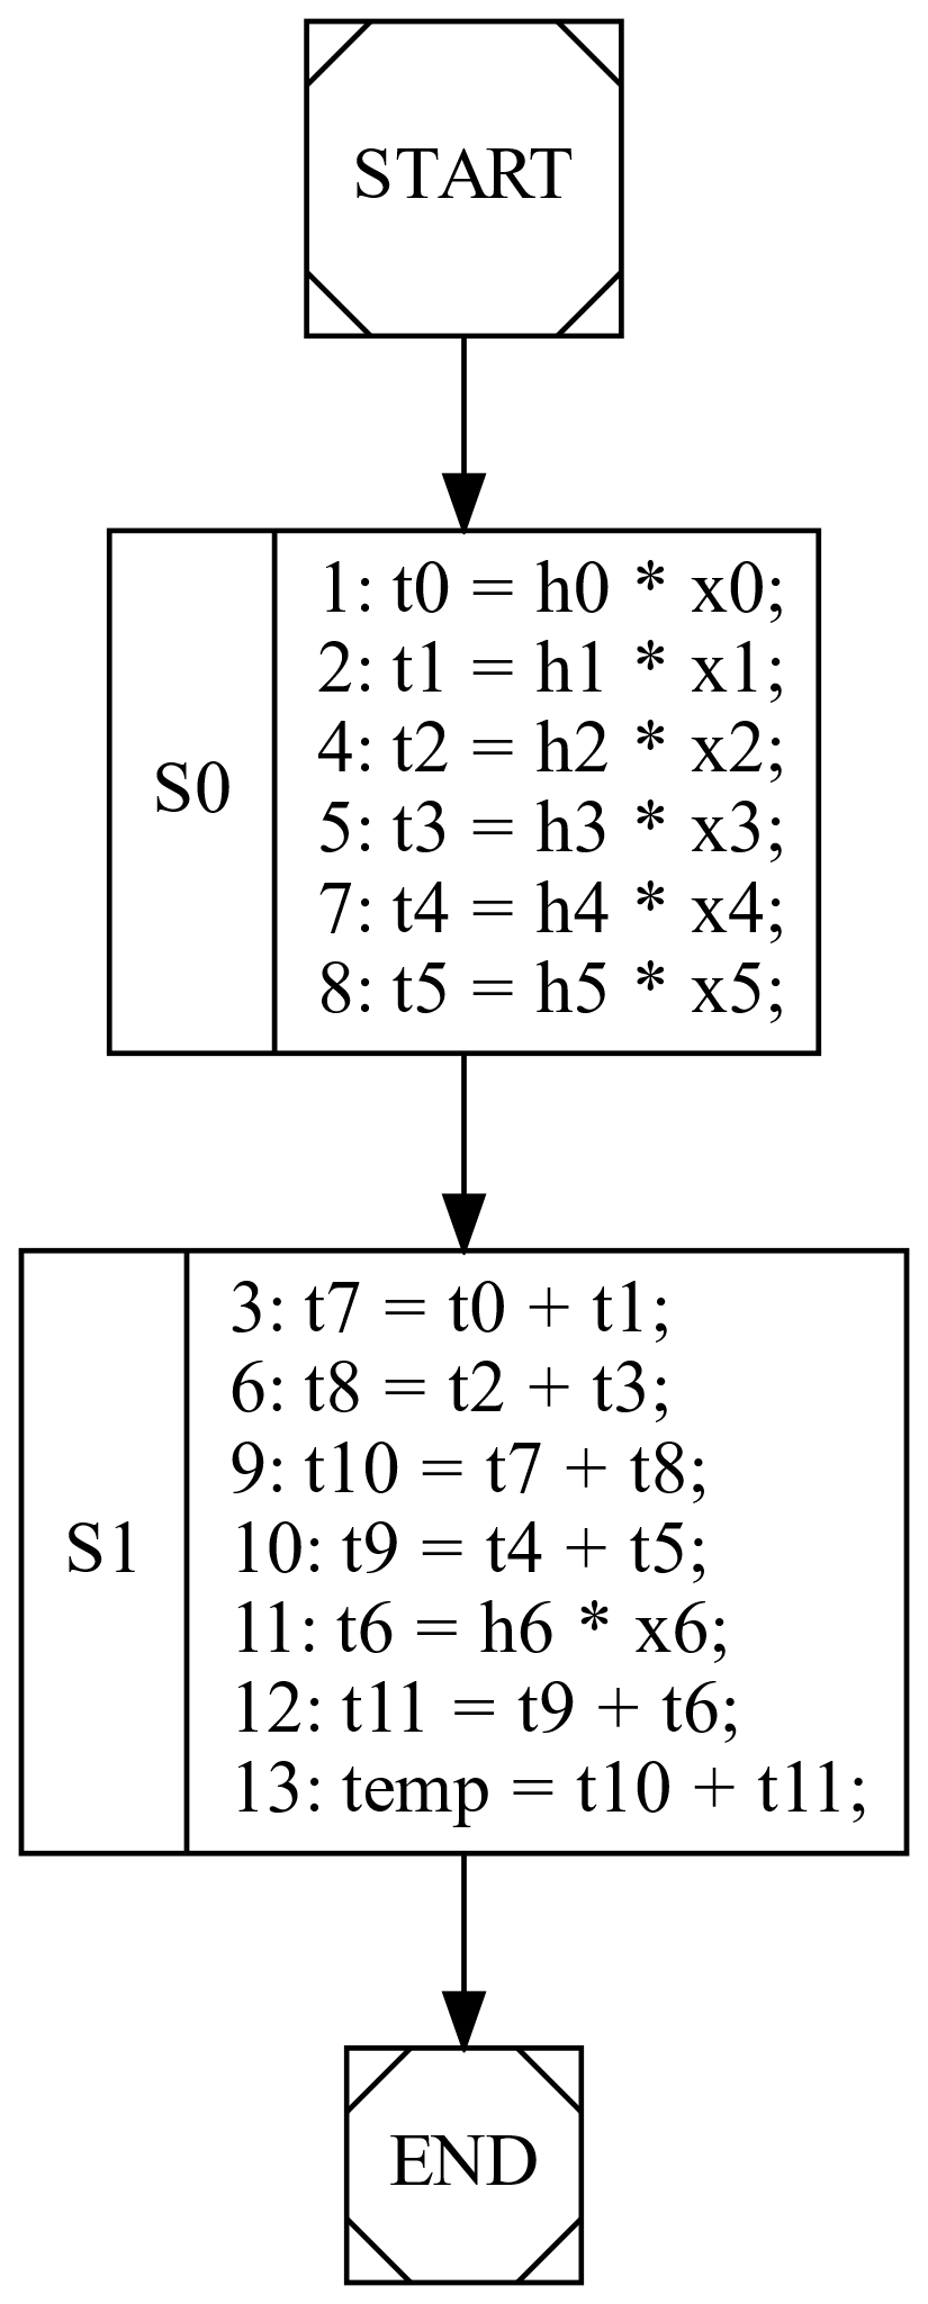 START
S0
1: t0 = h0 * x0;
2: t1 = h1 * x1;
4: t2 = h2 * x2;
5: t3 = h3 * x3;
7: t4 = h4 * x4;
8: t5 = h5 * x5;
S1
3: t7 = t0 + t1;
6: t8 = t2 + t3;
9: t10 = t7 + t8;
10: t9 = t4 + t5;
11: t6 = h6 * x6;
12: t11 = t9 + t6;
13: temp = t10 + t11;
END